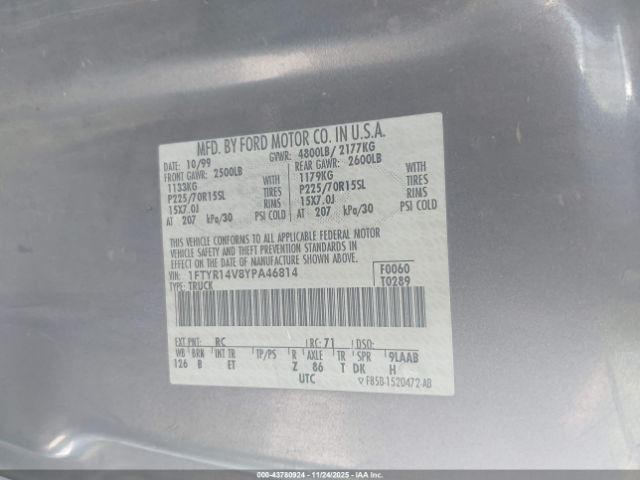 MFD. BY FORD MOTOR CO. IN U.S.A.
10/99 GVWR: 4800LB/ 2177KG
FRONT GAWR: 2500LB REAR GAWR: 2600LB
1133KG WITH 1179KG WITH
P225/70R15SL TIRES P225/70R15SL TIRES
15X7.0J RIMS 15X7.0J RIMS
AT 207 kPa/30 PSI COLD AT 207 kPa/30 PSI COLD
THIS VEHICLE CONFORMS TO ALL APPLICABLE FEDERAL MOTOR
VEHICLE SAFETY AND THEFT PREVENTION STANDARDS IN
EFFECT ON THE DATE OF MANUFACTURE SHOWN ABOVE.
VIN: 1FTYR14V8YPA46814 F0060
TYPE: TRUCK T0289
EXT PNT: RC RC: 71 DSO:
WB BRK INT TR TP/PS R AXLE TR SPR 9LAAB
126 B ET Z 86 T DK H
UTC ▽ F85B-1520472-AB
000-43780924 | 11/24/2025 - IAA Inc.